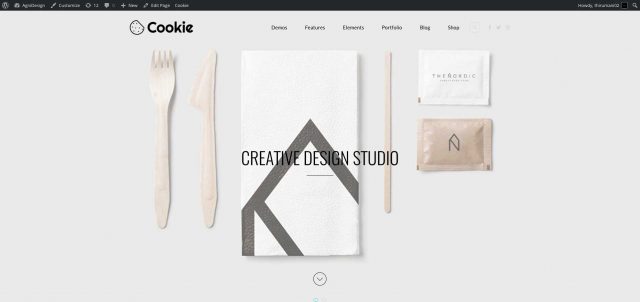 AgniDesign Customize 12 0 New Edit Page Cookie Howdy, thirumani02
Cookie Demos Features Elements Portfolio Blog Shop
THENORDIC
N
CREATIVE DESIGN STUDIO